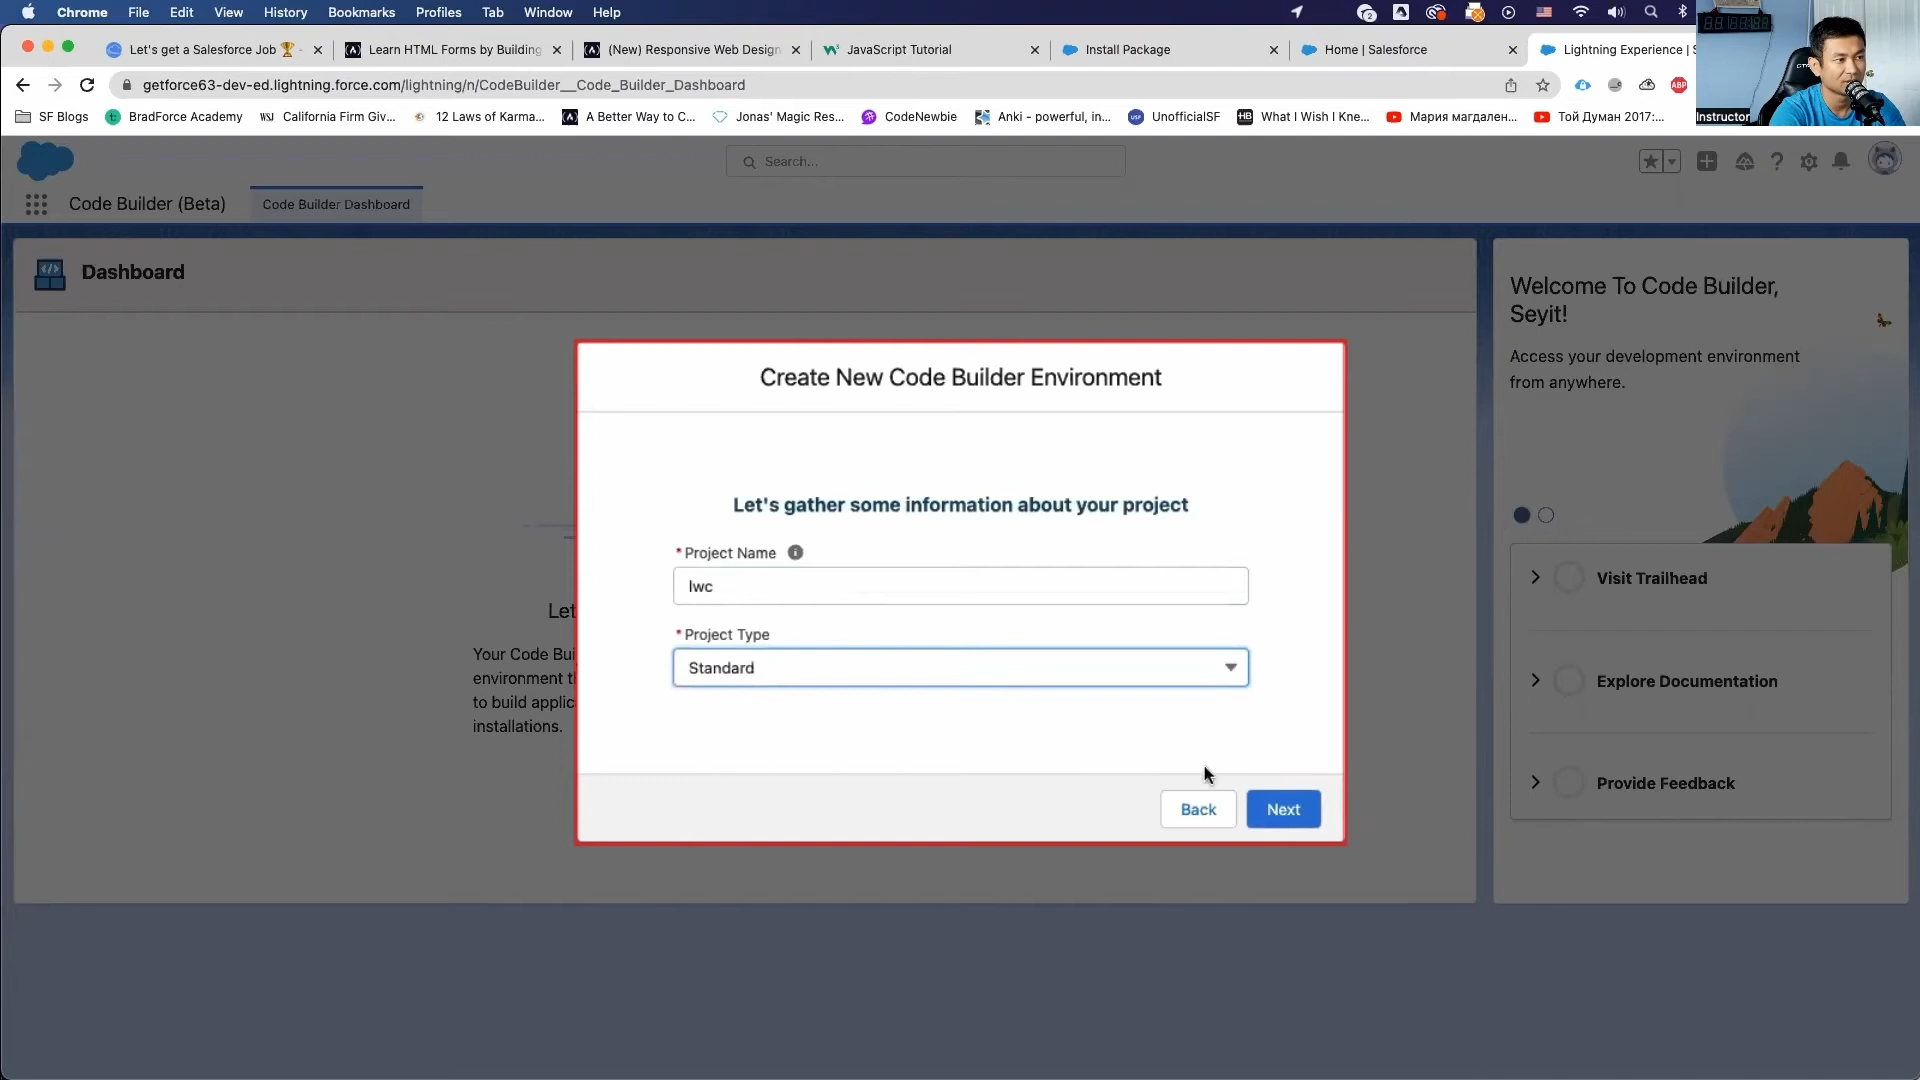 Chrome File Edit View History Bookmarks Profiles Tab Window Help
Let's get a Salesforce Job 🏆 -
Learn HTML Forms by Building
(New) Responsive Web Design
JavaScript Tutorial
Install Package
Home | Salesforce
Lightning Experience | S
getforce63-dev-ed.lightning.force.com/lightning/n/CodeBuilder__Code_Builder_Dashboard
ABP
SF Blogs
BradForce Academy
California Firm Giv...
12 Laws of Karma...
A Better Way to C...
Jonas' Magic Res...
CodeNewbie
Anki - powerful, in...
UnofficialSF
What I Wish I Kne...
Мария магдален...
Той Думан 2017:...
Instructor
Search...
Code Builder (Beta)
Code Builder Dashboard
Dashboard
Let
Your Code Bui
environment t
to build applic
installations.
Create New Code Builder Environment
Let's gather some information about your project
* Project Name
lwc
* Project Type
Standard
Back
Next
Welcome To Code Builder,
Seyit!
Access your development environment
from anywhere.
Visit Trailhead
Explore Documentation
Provide Feedback